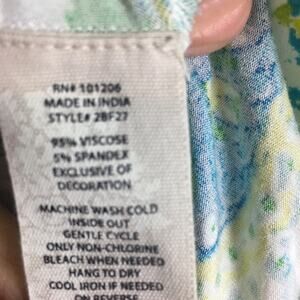 RN# 101206
MADE IN INDIA
STYLE# 2BF27
95% VISCOSE
5% SPANDEX
EXCLUSIVE OF
DECORATION
MACHINE WASH COLD
INSIDE OUT
GENTLE CYCLE
ONLY NON-CHLORINE
BLEACH WHEN NEEDED
HANG TO DRY
COOL IRON IF NEEDED
ON REVERSE